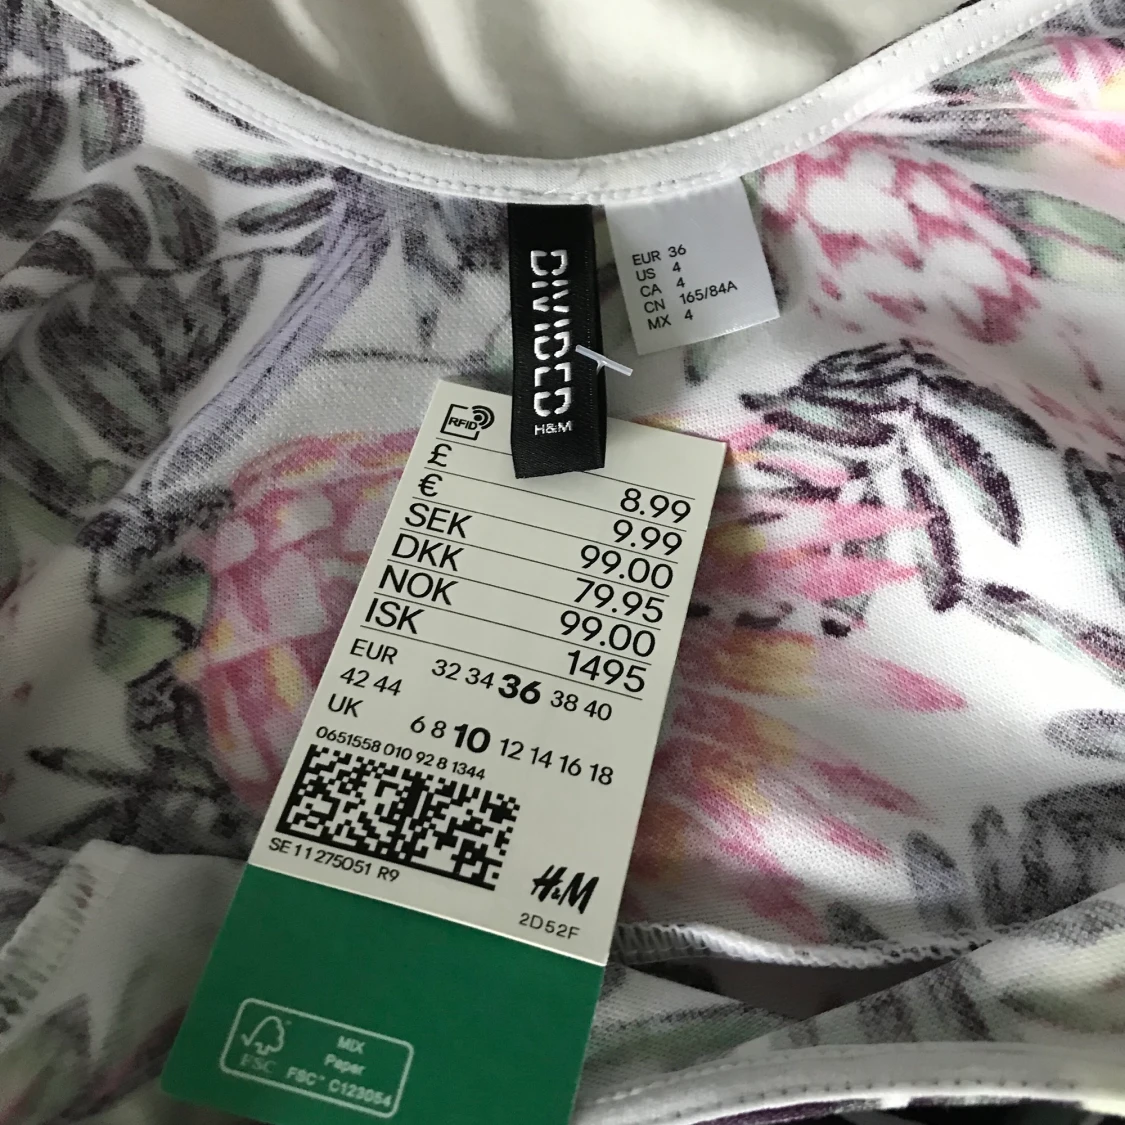 DIVIDED
H&M
EUR 36
US 4
CA 4
CN 165/84A
MX 4
RFID
£ 8.99
€ 9.99
SEK 99.00
DKK 79.95
NOK 99.00
ISK 1495
EUR 32 34 36 38 40
42 44
UK 6 8 10 12 14 16 18
0651558 010 92 8 1344
SE 11 275051 R9
H&M
2D52F
FSC
MIX
Paper
FSC™ C123054